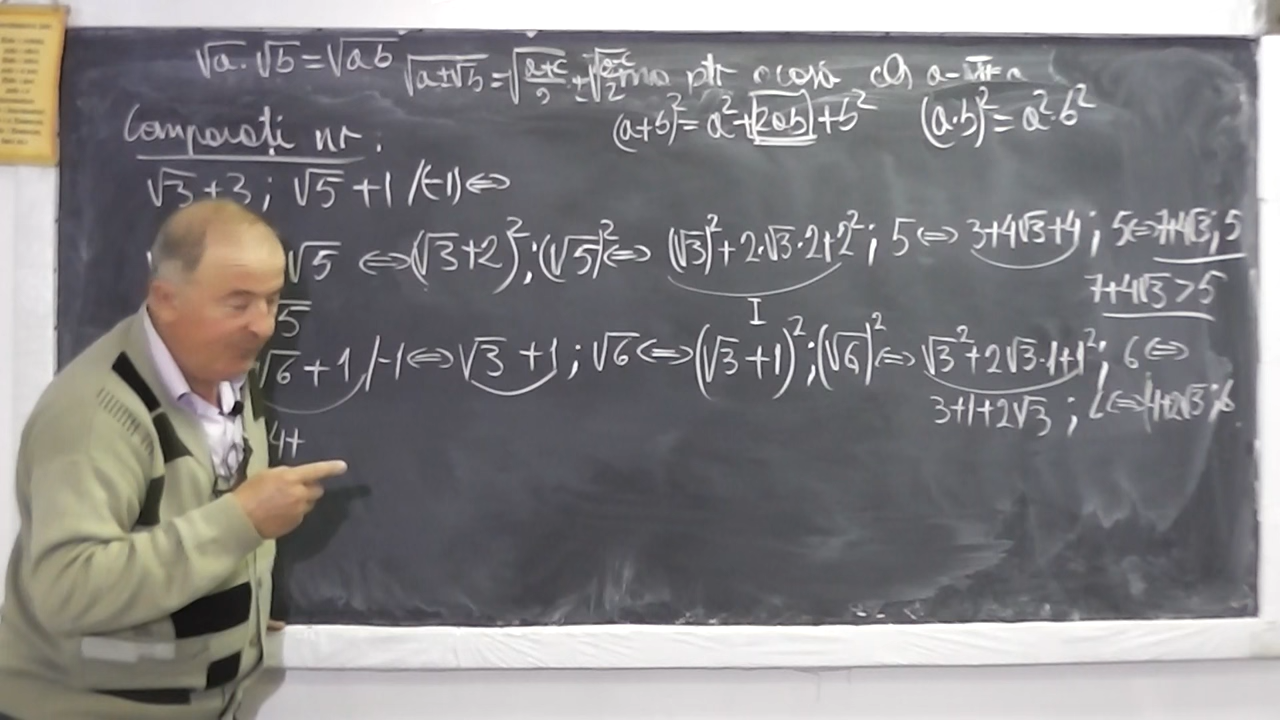 √a · √b = √ab √a±√b = √a+c/2 ± √a-c/2
(a+b)² = a² + 2ab + b² (a·b)² = a²·b²
Comparați nr :
√3 + 3 ; √5 + 1 /(-1) ⇔
√5 ⇔ (√3+2)² ; (√5)² ⇔ (√3)² + 2·√3·2 + 2² ; 5 ⇔ 3+4√3+4 ; 5 ⇔ 7+4√3 ; 5
7+4√3 > 5
5
I
√6 + 1 /-1 ⇔ √3 + 1 ; √6 ⇔ (√3+1)² ; (√6)² ⇔ √3² + 2√3·1 + 1² ; 6 ⇔
3+1+2√3 ; 6 ⇔ 4+2√3 ; 6
4+